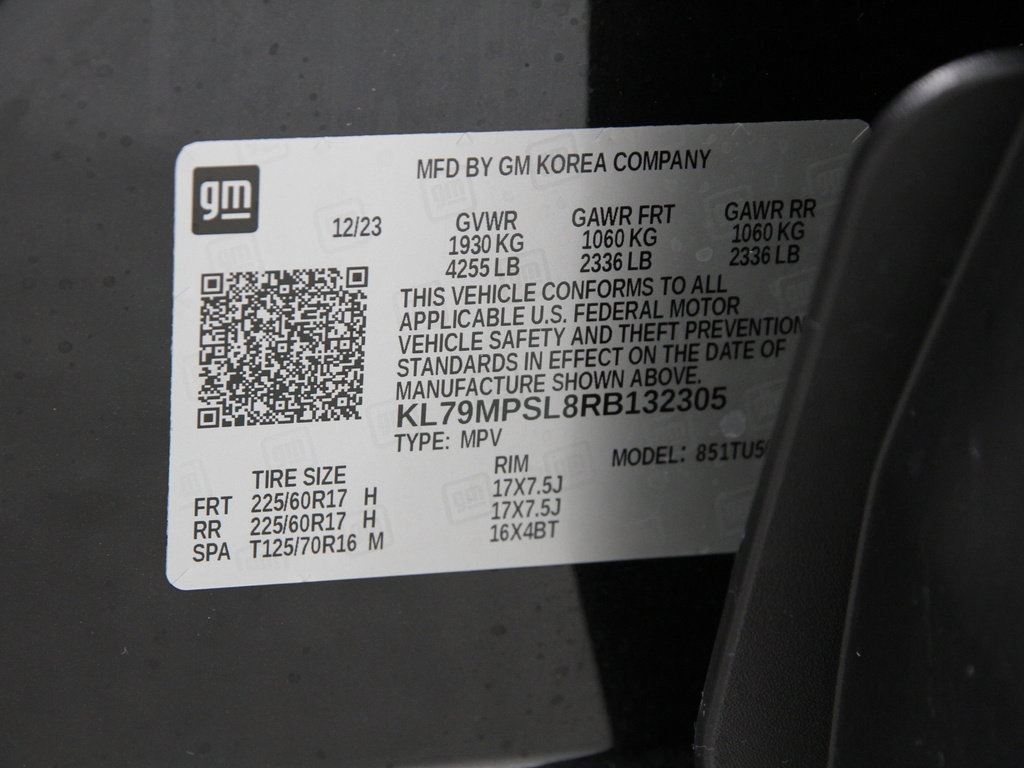 gm
MFD BY GM KOREA COMPANY
12/23
GVWR GAWR FRT GAWR RR
1930 KG 1060 KG 1060 KG
4255 LB 2336 LB 2336 LB
THIS VEHICLE CONFORMS TO ALL
APPLICABLE U.S. FEDERAL MOTOR
VEHICLE SAFETY AND THEFT PREVENTION
STANDARDS IN EFFECT ON THE DATE OF
MANUFACTURE SHOWN ABOVE.
KL79MPSL8RB132305
TYPE: MPV
MODEL:
TIRE SIZE RIM
FRT 225/60R17 H 17X7.5J
RR 225/60R17 H 17X7.5J
SPA T125/70R16 M 16X4BT